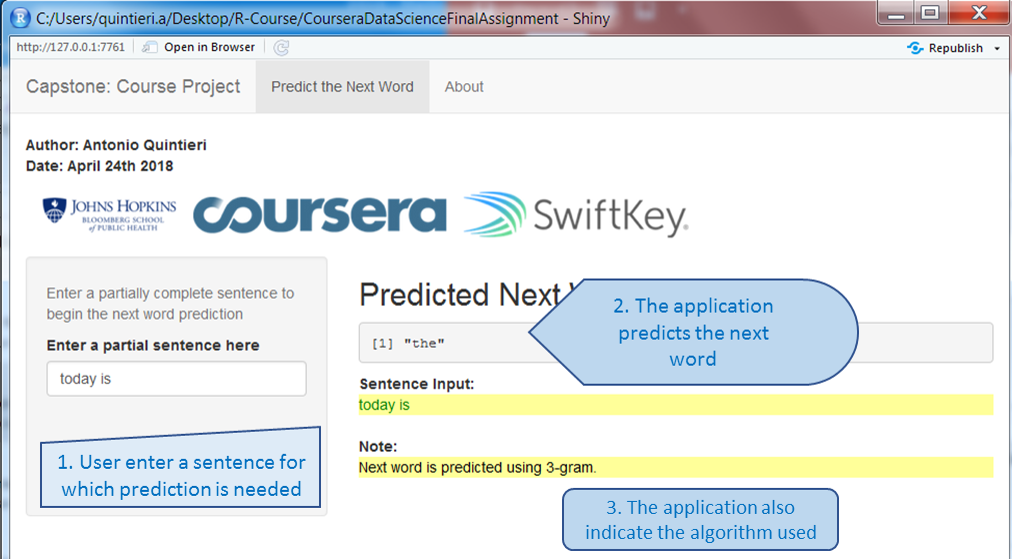 C:/Users/quintieri.a/Desktop/R-Course/CourseraDataScienceFinalAssignment - Shiny
http://127.0.0.1:7761 Open in Browser Republish
Capstone: Course Project Predict the Next Word About
Author: Antonio Quintieri
Date: April 24th 2018
JOHNS HOPKINS
BLOOMBERG SCHOOL
of PUBLIC HEALTH
coursera
SwiftKey.
Enter a partially complete sentence to
begin the next word prediction
Enter a partial sentence here
today is
1. User enter a sentence for
which prediction is needed
Predicted Next
[1] "the"
2. The application
predicts the next
word
Sentence Input:
today is
Note:
Next word is predicted using 3-gram.
3. The application also
indicate the algorithm used